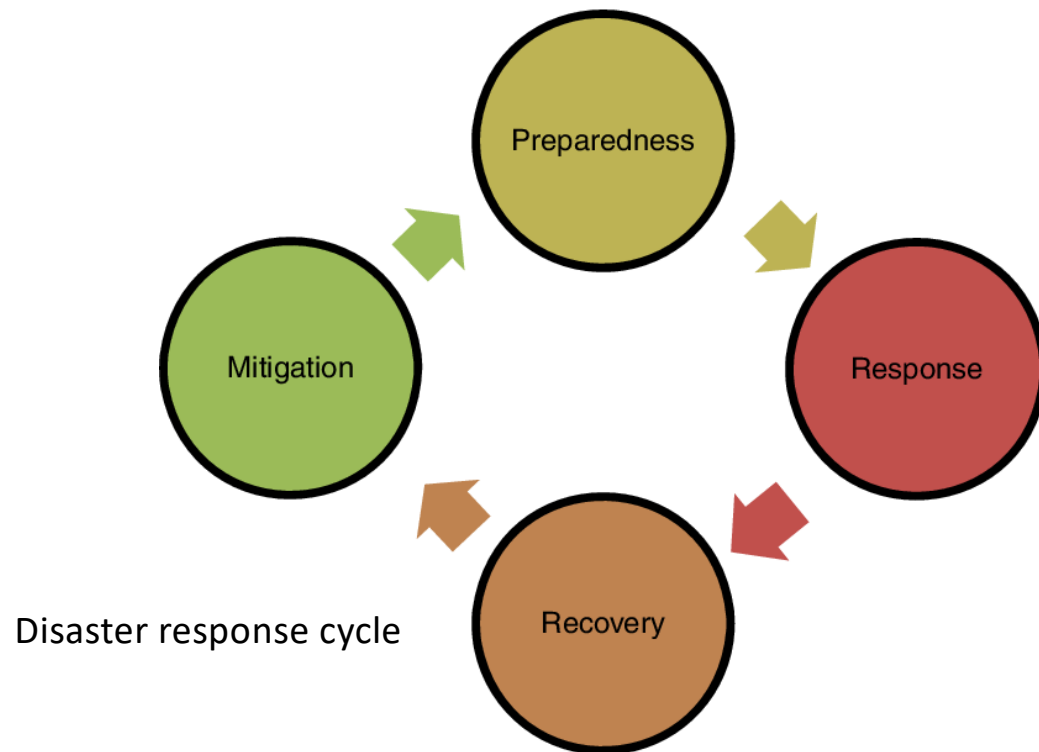 Preparedness
Mitigation
Response
Recovery
Disaster response cycle